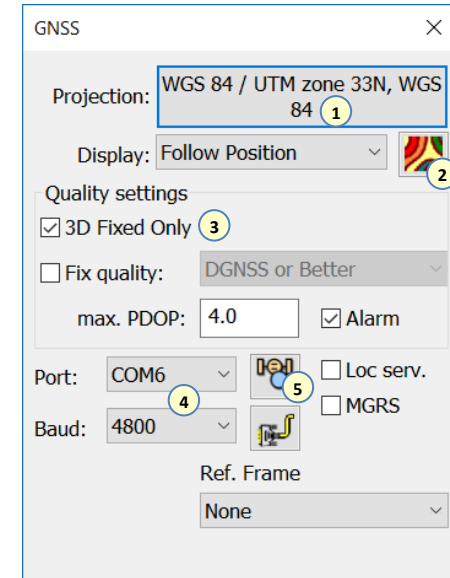 GNSS
Projection: WGS 84 / UTM zone 33N, WGS
84 1
Display: Follow Position
2
Quality settings
3D Fixed Only 3
Fix quality: DGNSS or Better
max. PDOP: 4.0 Alarm
Port: COM6 5 Loc serv.
4
MGRS
Baud: 4800
Ref. Frame
None